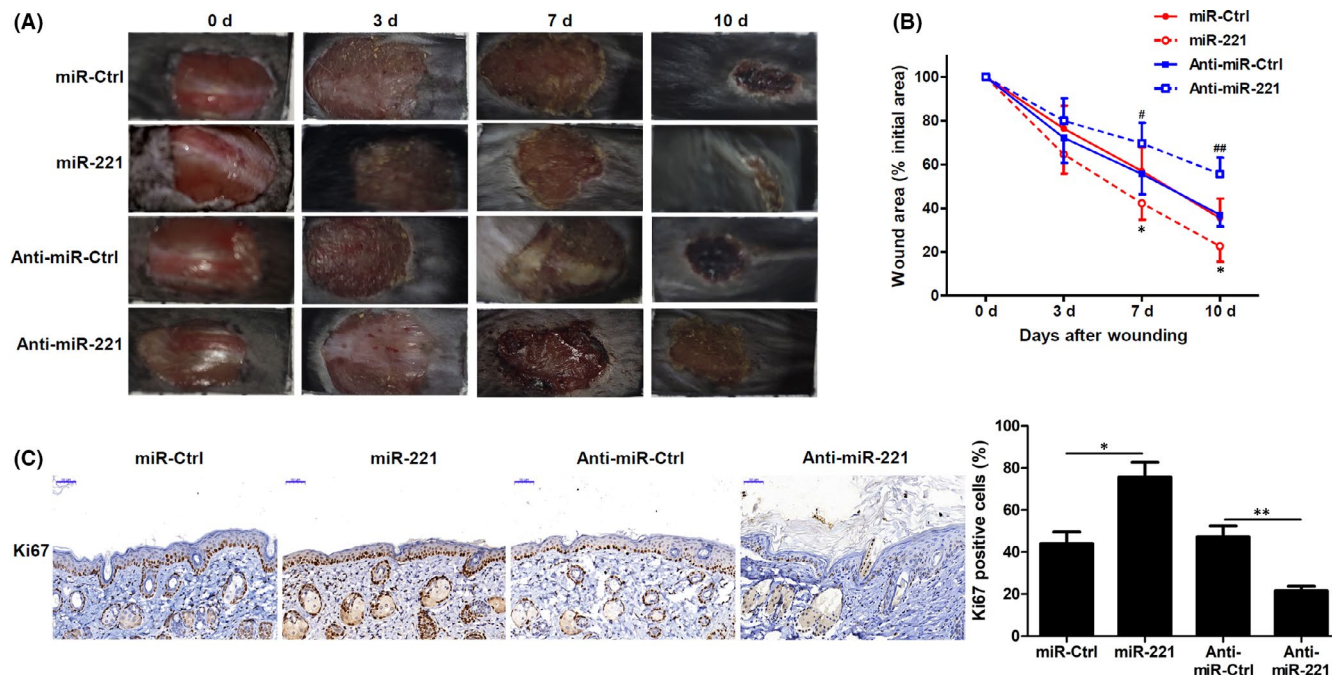 (A)
0 d 3 d 7 d 10 d
miR-Ctrl
miR-221
Anti-miR-Ctrl
Anti-miR-221
(B)
miR-Ctrl
miR-221
Anti-miR-Ctrl
Anti-miR-221
Wound area (% initial area)
100
80
60
40
20
0
#
##
*
*
0 d 3 d 7 d 10 d
Days after wounding
(C)
miR-Ctrl miR-221 Anti-miR-Ctrl Anti-miR-221
Ki67
Ki67 positive cells (%)
100
80
60
40
20
0
*
**
miR-Ctrl miR-221 Anti-miR-Ctrl Anti-miR-221